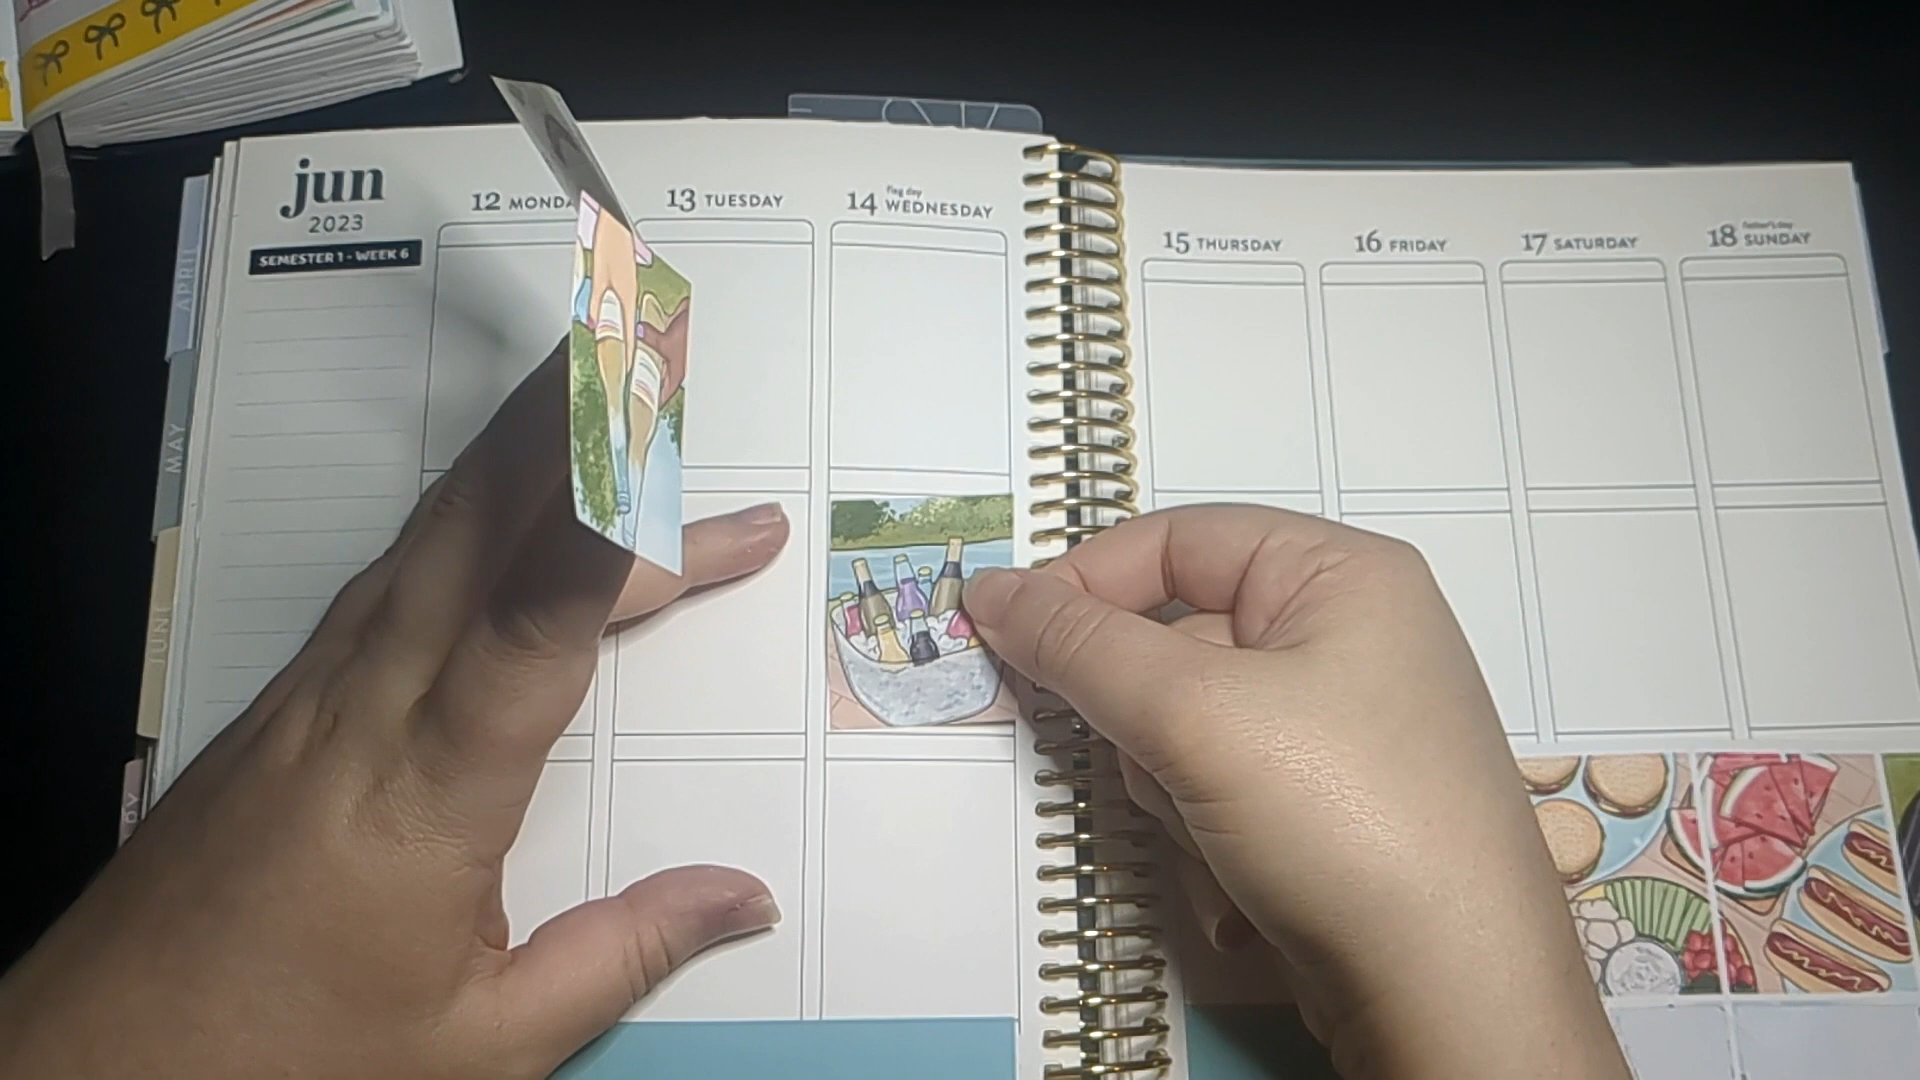 jun
2023
SEMESTER 1 - WEEK 6
12 MONDA
13 TUESDAY
flag day
14 WEDNESDAY
15 THURSDAY
16 FRIDAY
17 SATURDAY
father's day
18 SUNDAY
APRIL
MAY
JUNE